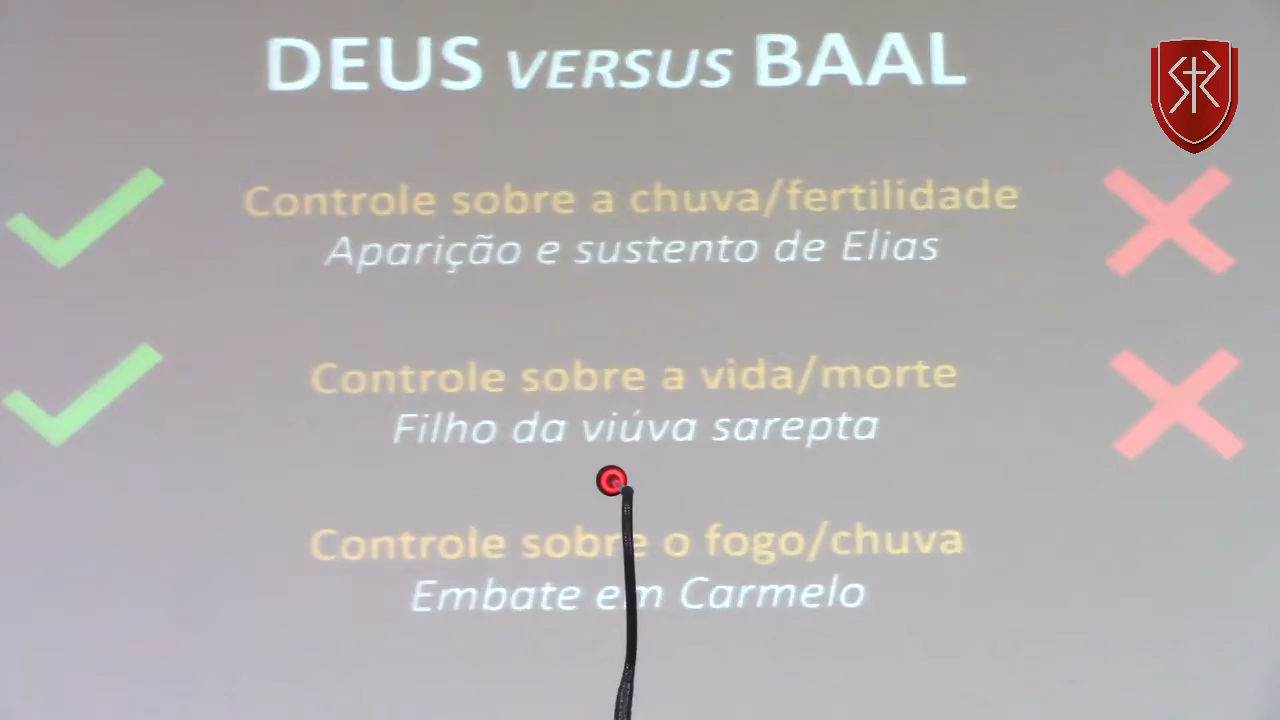 DEUS VERSUS BAAL
Controle sobre a chuva/fertilidade
Aparição e sustento de Elias
Controle sobre a vida/morte
Filho da viúva sarepta
Controle sobre o fogo/chuva
Embate em Carmelo